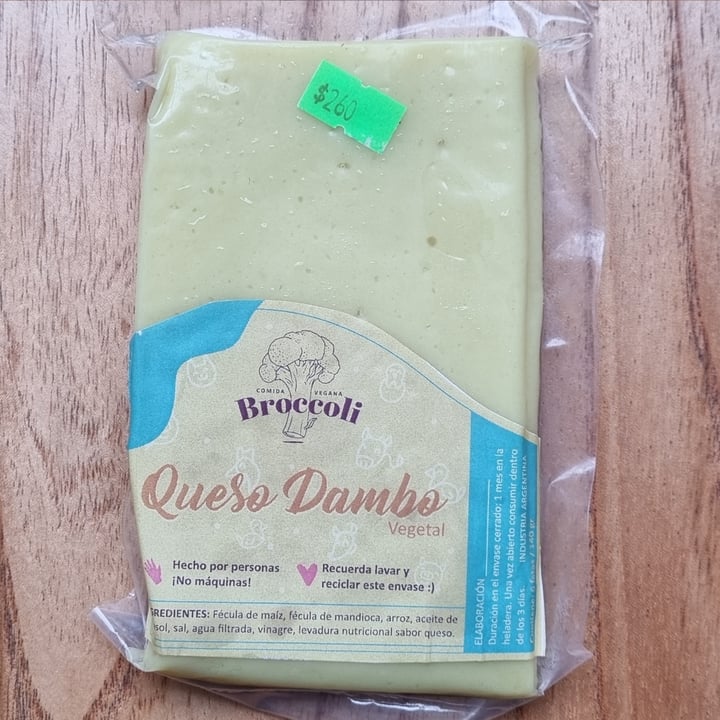 $260
COMIDA VEGANA
Broccoli
Queso Dambo
Vegetal
Hecho por personas
¡No máquinas!
Recuerda lavar y
reciclar este envase :)
REDIENTES: Fécula de maíz, fécula de mandioca, arroz, aceite de
sol, sal, agua filtrada, vinagre, levadura nutricional sabor queso.
ELABORACIÓN
Duración en el envase cerrado: 1 mes en la
heladera. Una vez abierto consumir dentro
de los 3 días. INDUSTRIA ARGENTINA